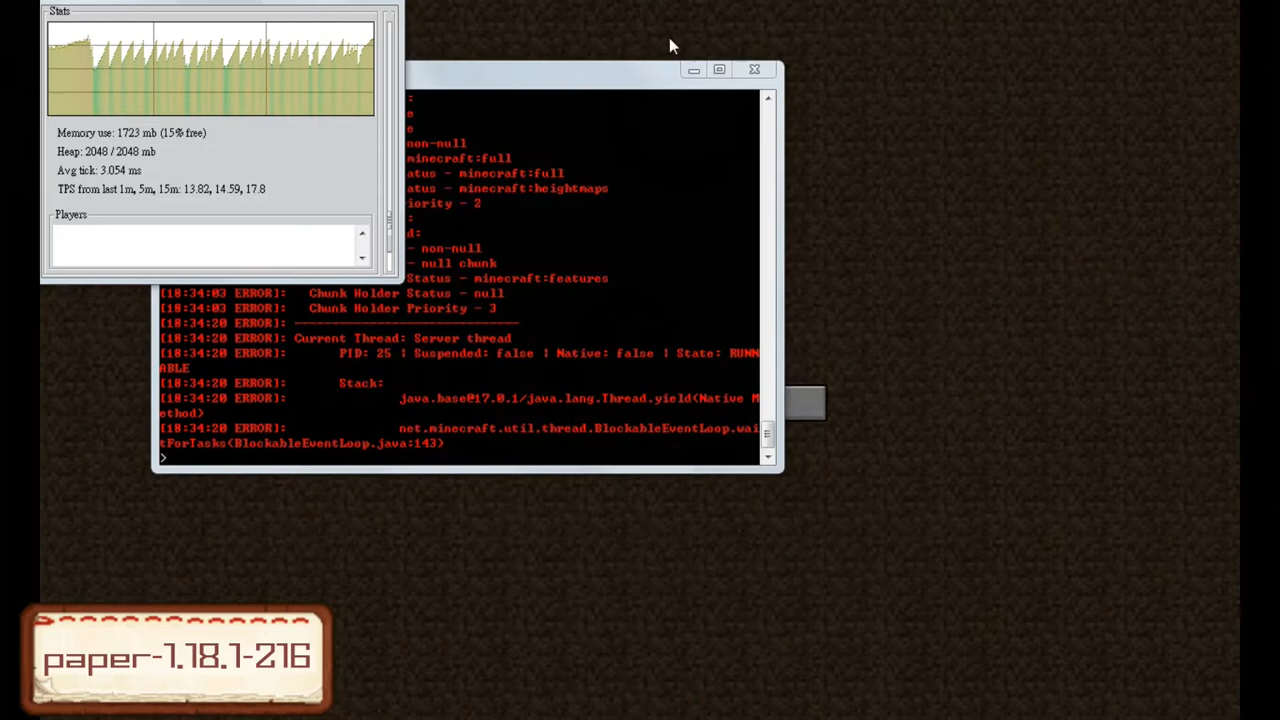 Stats
Memory use: 1723 mb (15% free)
Heap: 2048 / 2048 mb
Avg tick: 3.054 ms
TPS from last 1m, 5m, 15m: 13.82, 14.59, 17.8
Players
:
e
e
non-null
minecraft:full
atus - minecraft:full
atus - minecraft:heightmaps
iority - 2
:
d:
- non-null
- null chunk
Status - minecraft:features
[18:34:03 ERROR]: Chunk Holder Status - null
[18:34:03 ERROR]: Chunk Holder Priority - 3
[18:34:20 ERROR]: ------------------------------
[18:34:20 ERROR]: Current Thread: Server thread
[18:34:20 ERROR]: PID: 25 | Suspended: false | Native: false | State: RUNN
ABLE
[18:34:20 ERROR]: Stack:
[18:34:20 ERROR]: java.base@17.0.1/java.lang.Thread.yield(Native M
ethod)
[18:34:20 ERROR]: net.minecraft.util.thread.BlockableEventLoop.wai
tForTasks(BlockableEventLoop.java:143)
>
paper-1.18.1-216